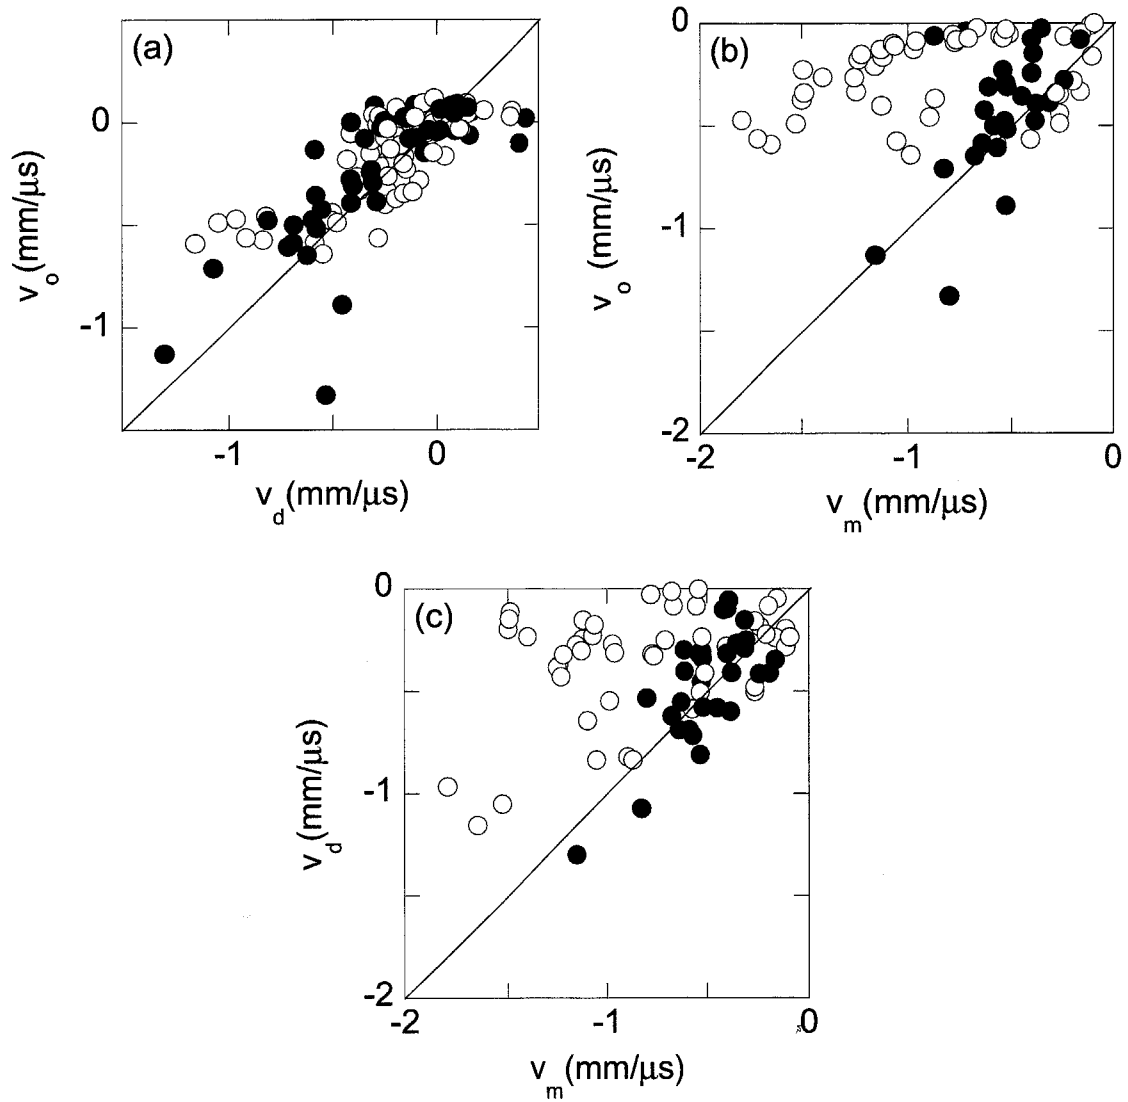 (a)
0
-1
v_o (mm/μs)
-1 0
v_d (mm/μs)
(b)
0
-1
-2
v_o (mm/μs)
-2 -1 0
v_m (mm/μs)
(c)
0
-1
-2
v_d (mm/μs)
-2 -1 0
v_m (mm/μs)